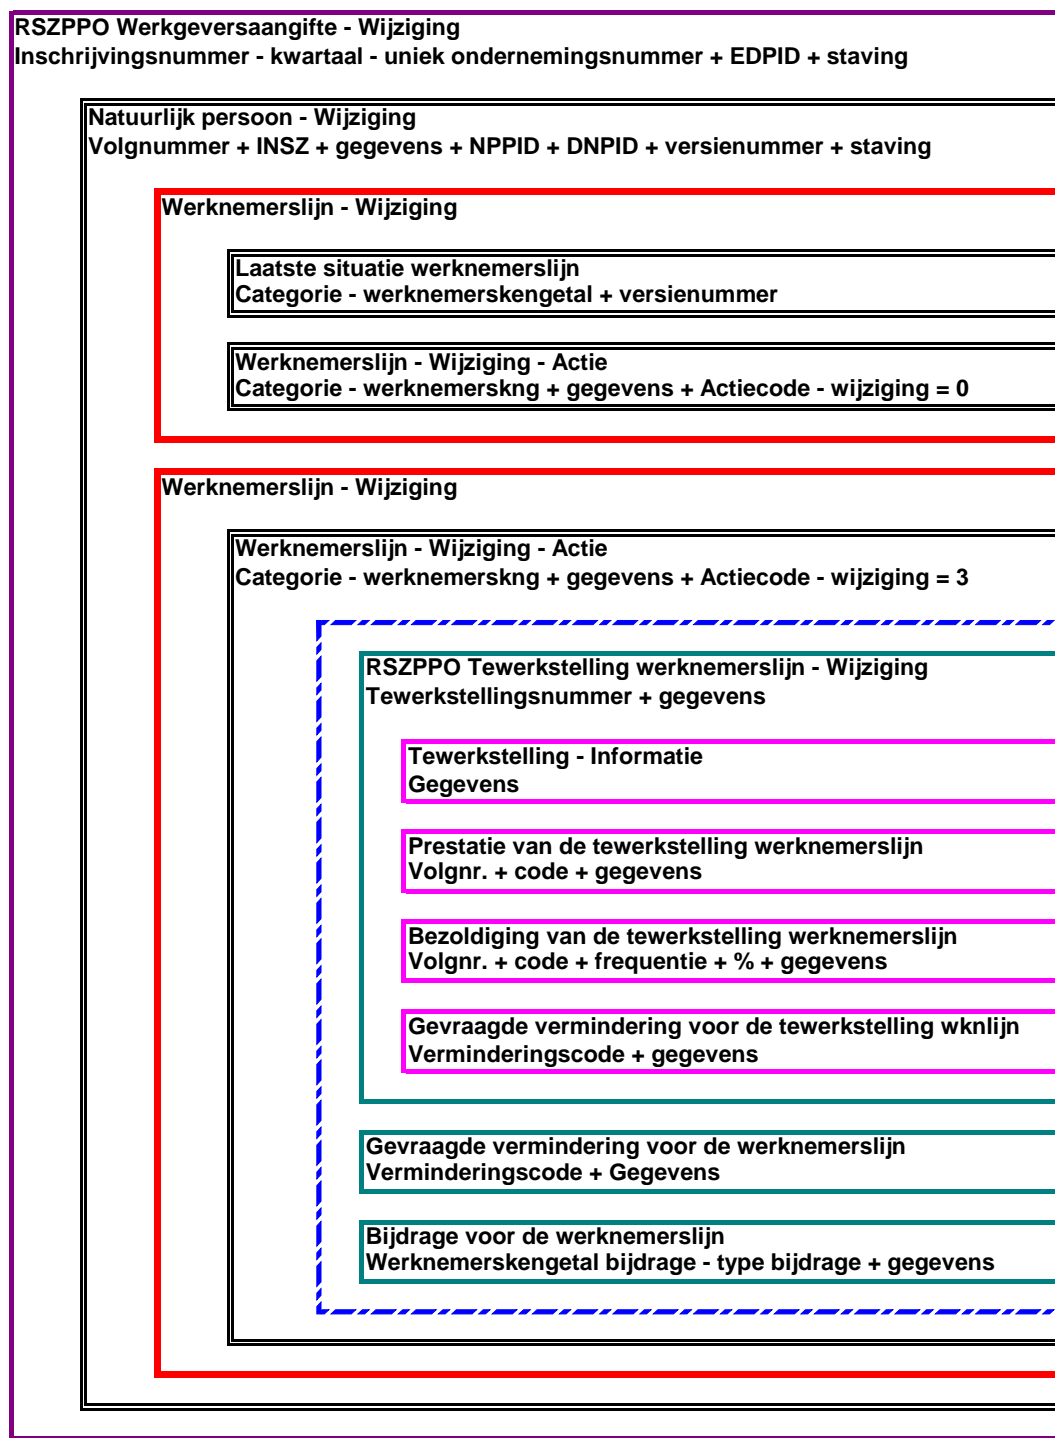 RSZPPO Werkgeversaangifte - Wijziging
Inschrijvingsnummer - kwartaal - uniek ondernemingsnummer + EDPID + staving
Natuurlijk persoon - Wijziging
Volgnummer + INSZ + gegevens + NPPID + DNPID + versienummer + staving
Werknemerslijn - Wijziging
Laatste situatie werknemerslijn
Categorie - werknemerskengetal + versienummer
Werknemerslijn - Wijziging - Actie
Categorie - werknemerskng + gegevens + Actiecode - wijziging = 0
Werknemerslijn - Wijziging
Werknemerslijn - Wijziging - Actie
Categorie - werknemerskng + gegevens + Actiecode - wijziging = 3
RSZPPO Tewerkstelling werknemerslijn - Wijziging
Tewerkstellingsnummer + gegevens
Tewerkstelling - Informatie
Gegevens
Prestatie van de tewerkstelling werknemerslijn
Volgnr. + code + gegevens
Bezoldiging van de tewerkstelling werknemerslijn
Volgnr. + code + frequentie + % + gegevens
Gevraagde vermindering voor de tewerkstelling wknlijn
Verminderingscode + gegevens
Gevraagde vermindering voor de werknemerslijn
Verminderingscode + Gegevens
Bijdrage voor de werknemerslijn
Werknemerskengetal bijdrage - type bijdrage + gegevens